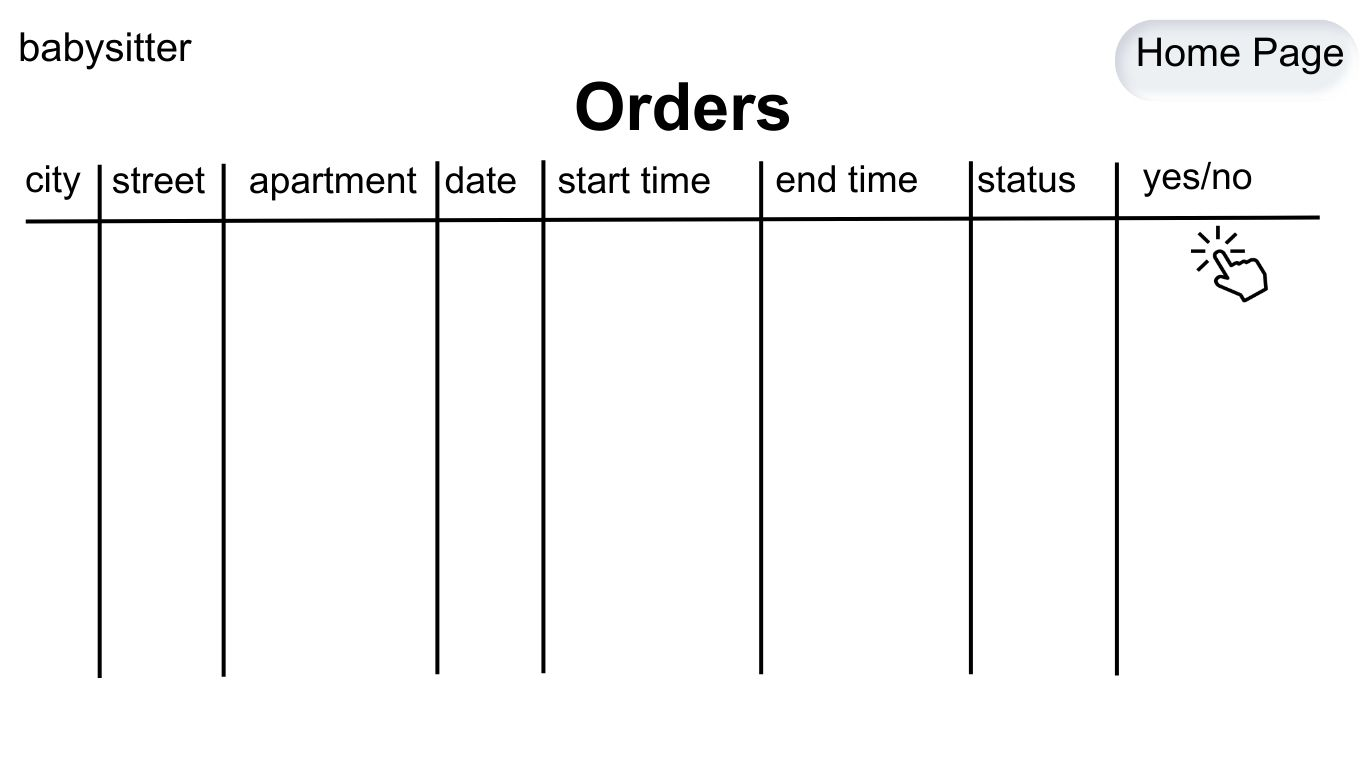 babysitter
Home Page
Orders
city street apartment date start time end time status yes/no